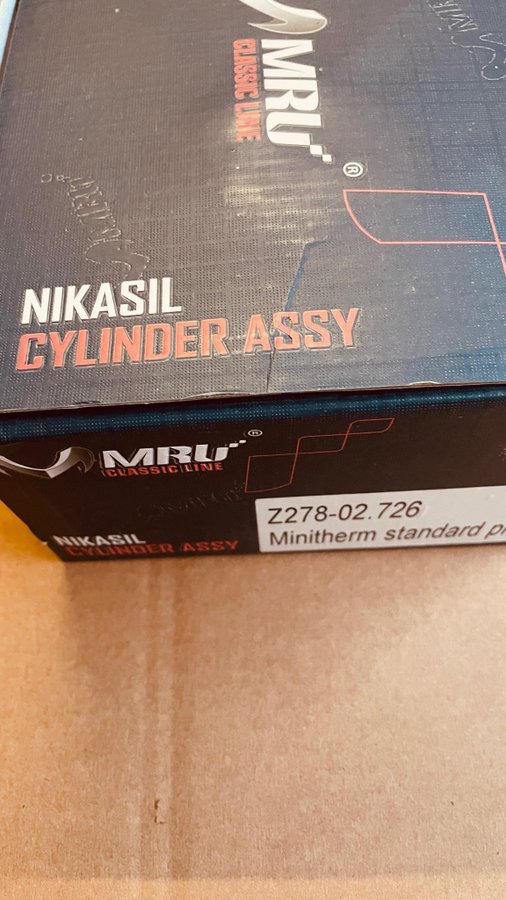 MRU
CLASSIC LINE
®
NIKASIL
CYLINDER ASSY
MRU®
CLASSIC LINE
NIKASIL
CYLINDER ASSY
Z278-02.726
Minitherm standard